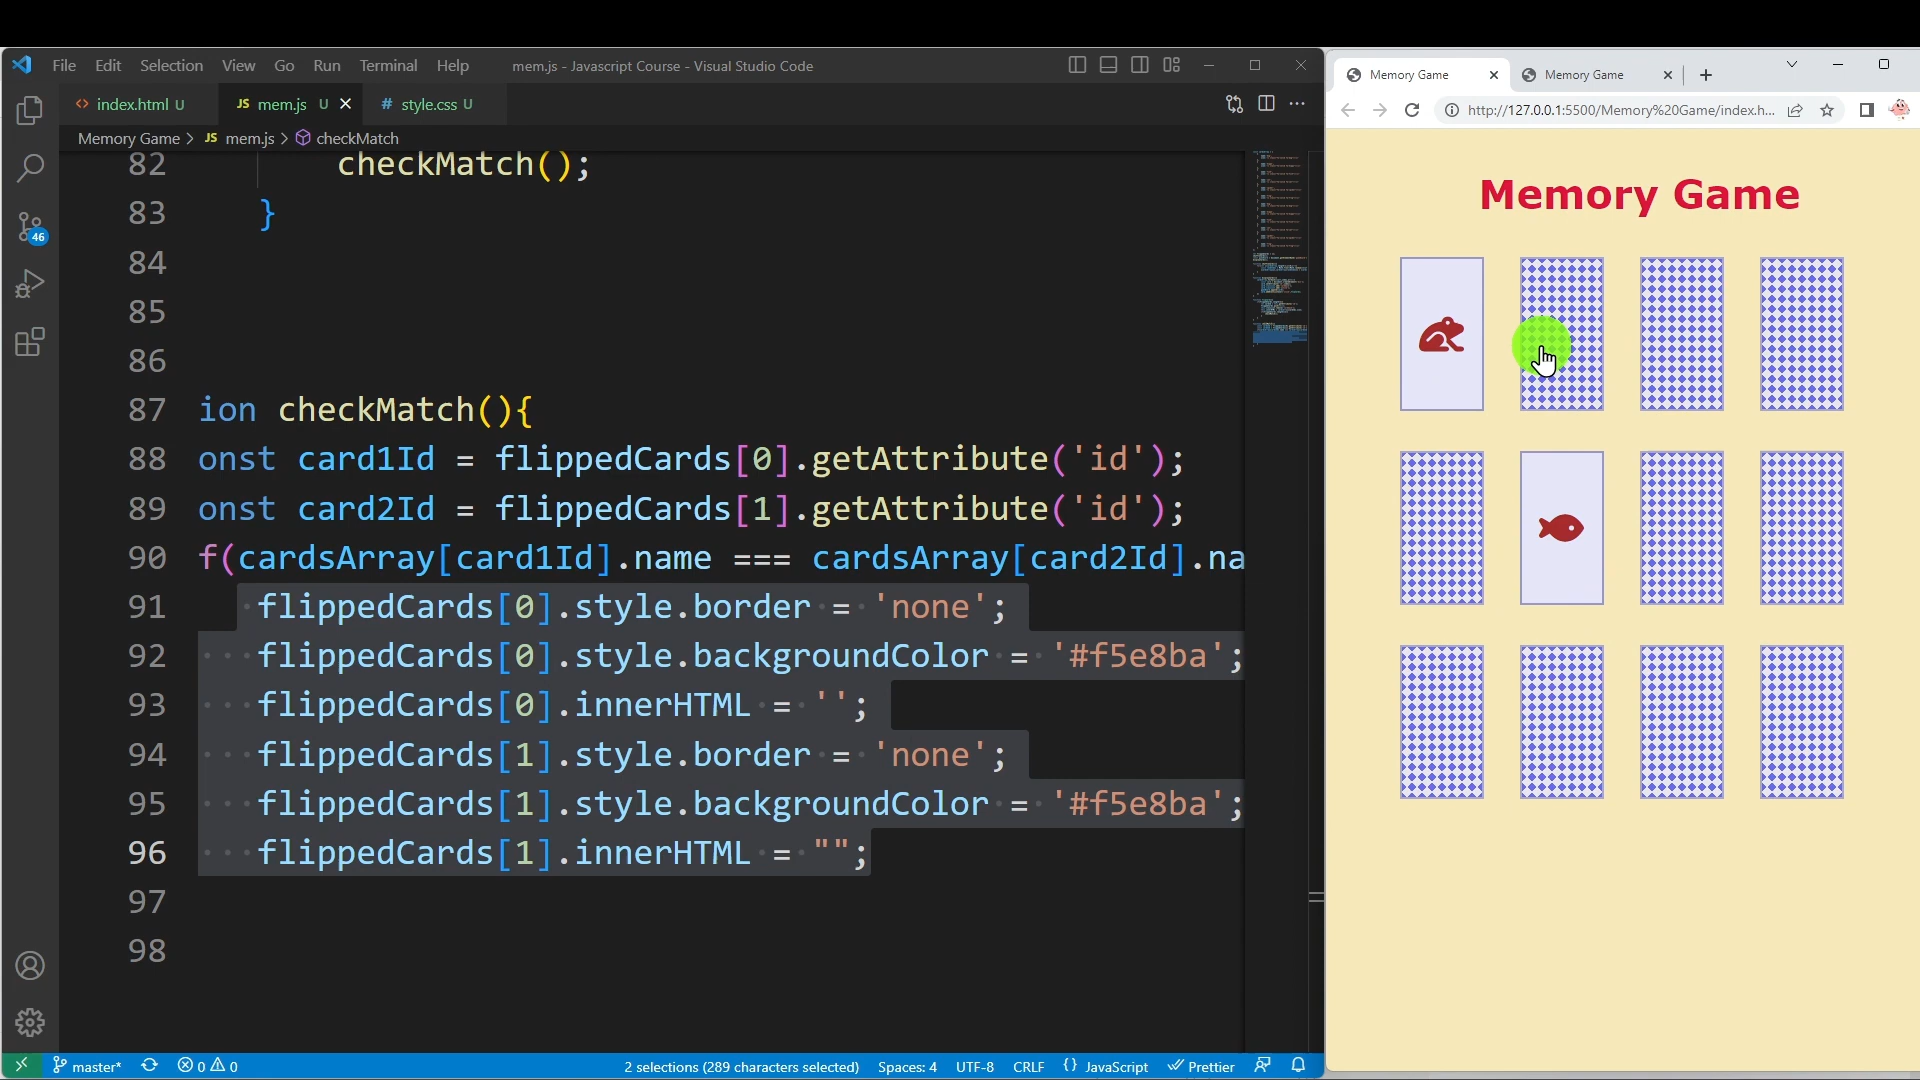 File Edit Selection View Go Run Terminal Help mem.js - Javascript Course - Visual Studio Code
index.html U JS mem.js U # style.css U
Memory Game > JS mem.js > checkMatch
82 checkMatch();
83 }
84
85
86
87 ion checkMatch(){
88 onst card1Id = flippedCards[0].getAttribute('id');
89 onst card2Id = flippedCards[1].getAttribute('id');
90 f(cardsArray[card1Id].name === cardsArray[card2Id].na
91 flippedCards[0].style.border = 'none';
92 flippedCards[0].style.backgroundColor = '#f5e8ba';
93 flippedCards[0].innerHTML = '';
94 flippedCards[1].style.border = 'none';
95 flippedCards[1].style.backgroundColor = '#f5e8ba';
96 flippedCards[1].innerHTML = "";
97
98
46
master* 0 0 2 selections (289 characters selected) Spaces: 4 UTF-8 CRLF {} JavaScript Prettier
Memory Game Memory Game
http://127.0.0.1:5500/Memory%20Game/index.h...
Memory Game